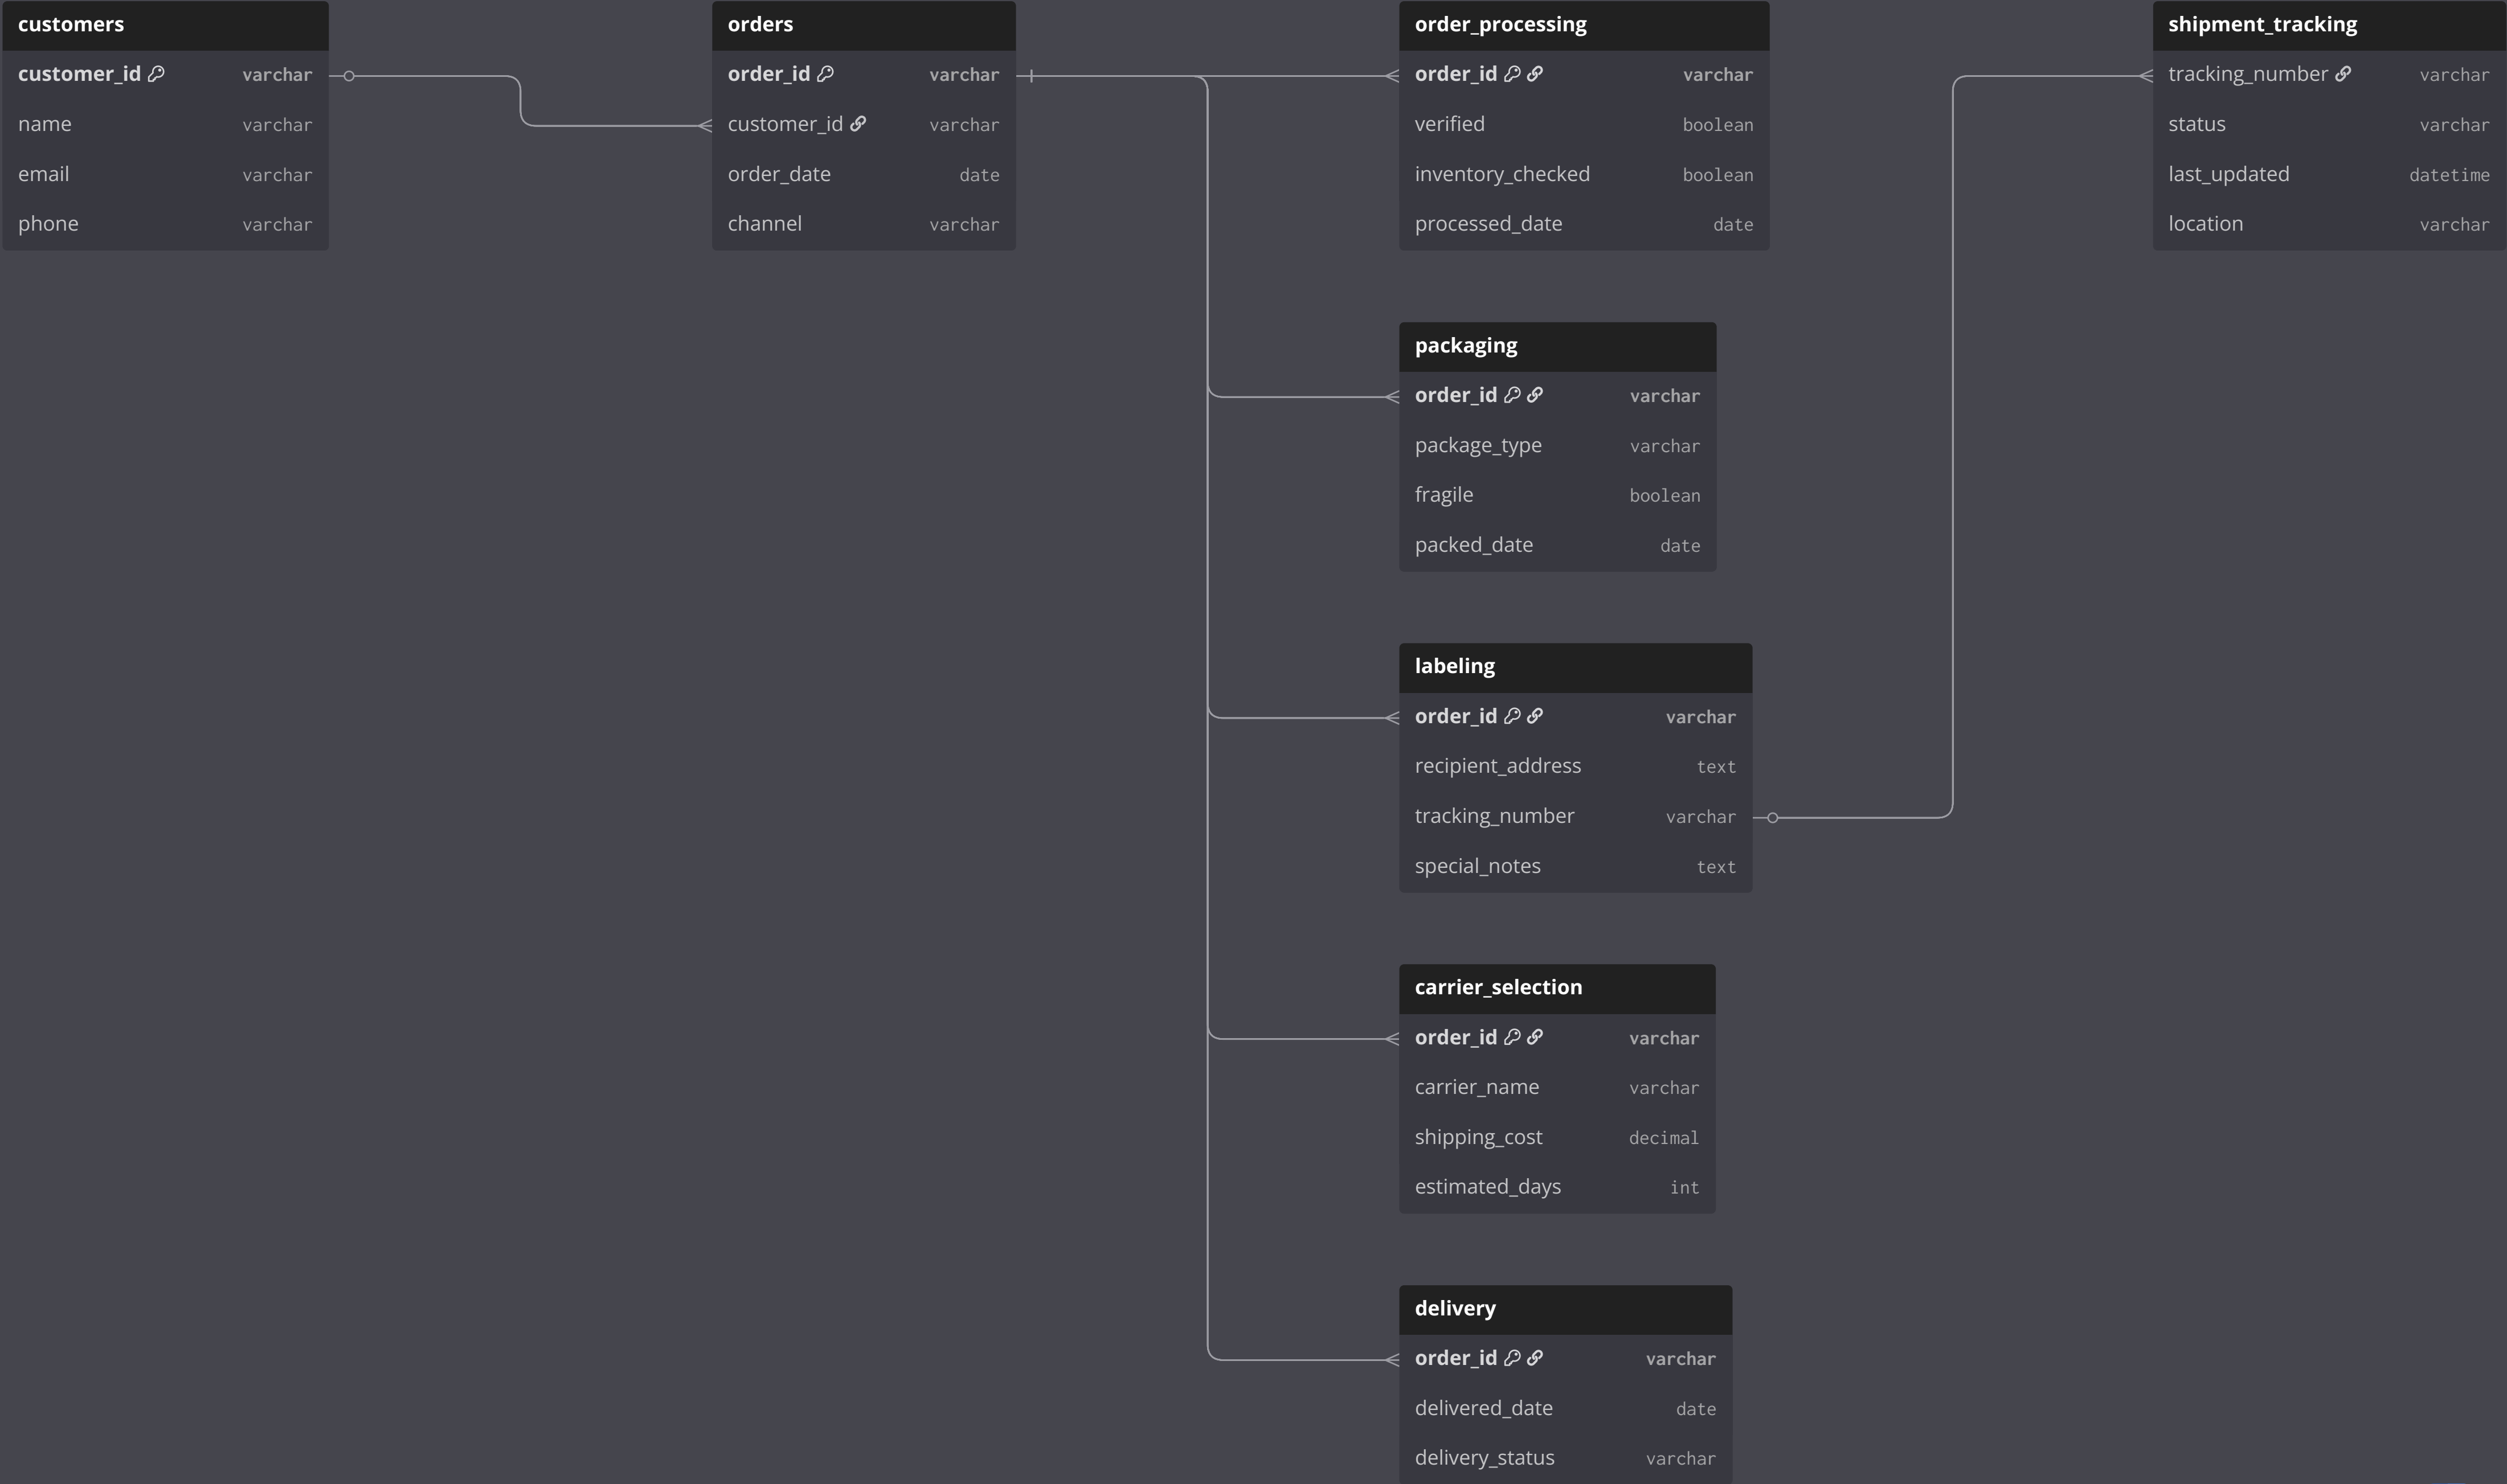 customers
customer_id varchar
name varchar
email varchar
phone varchar
orders
order_id varchar
customer_id varchar
order_date date
channel varchar
order_processing
order_id varchar
verified boolean
inventory_checked boolean
processed_date date
shipment_tracking
tracking_number varchar
status varchar
last_updated datetime
location varchar
packaging
order_id varchar
package_type varchar
fragile boolean
packed_date date
labeling
order_id varchar
recipient_address text
tracking_number varchar
special_notes text
carrier_selection
order_id varchar
carrier_name varchar
shipping_cost decimal
estimated_days int
delivery
order_id varchar
delivered_date date
delivery_status varchar